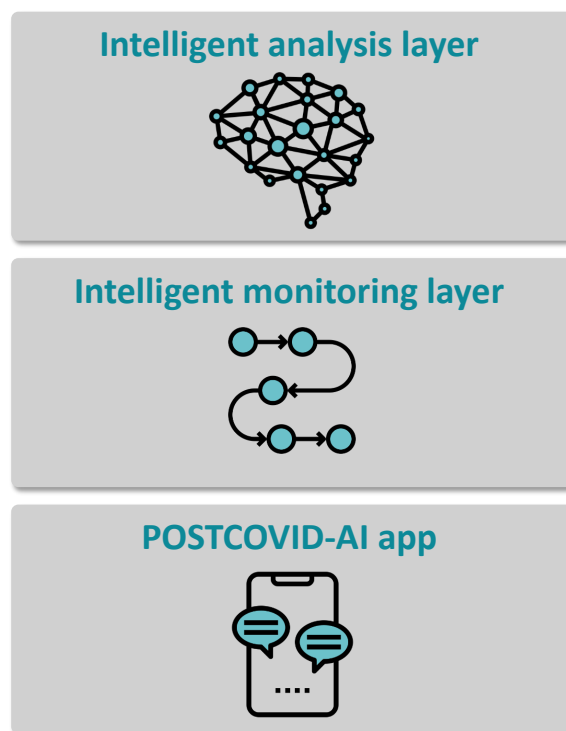 Intelligent analysis layer
Intelligent monitoring layer
POSTCOVID-AI app